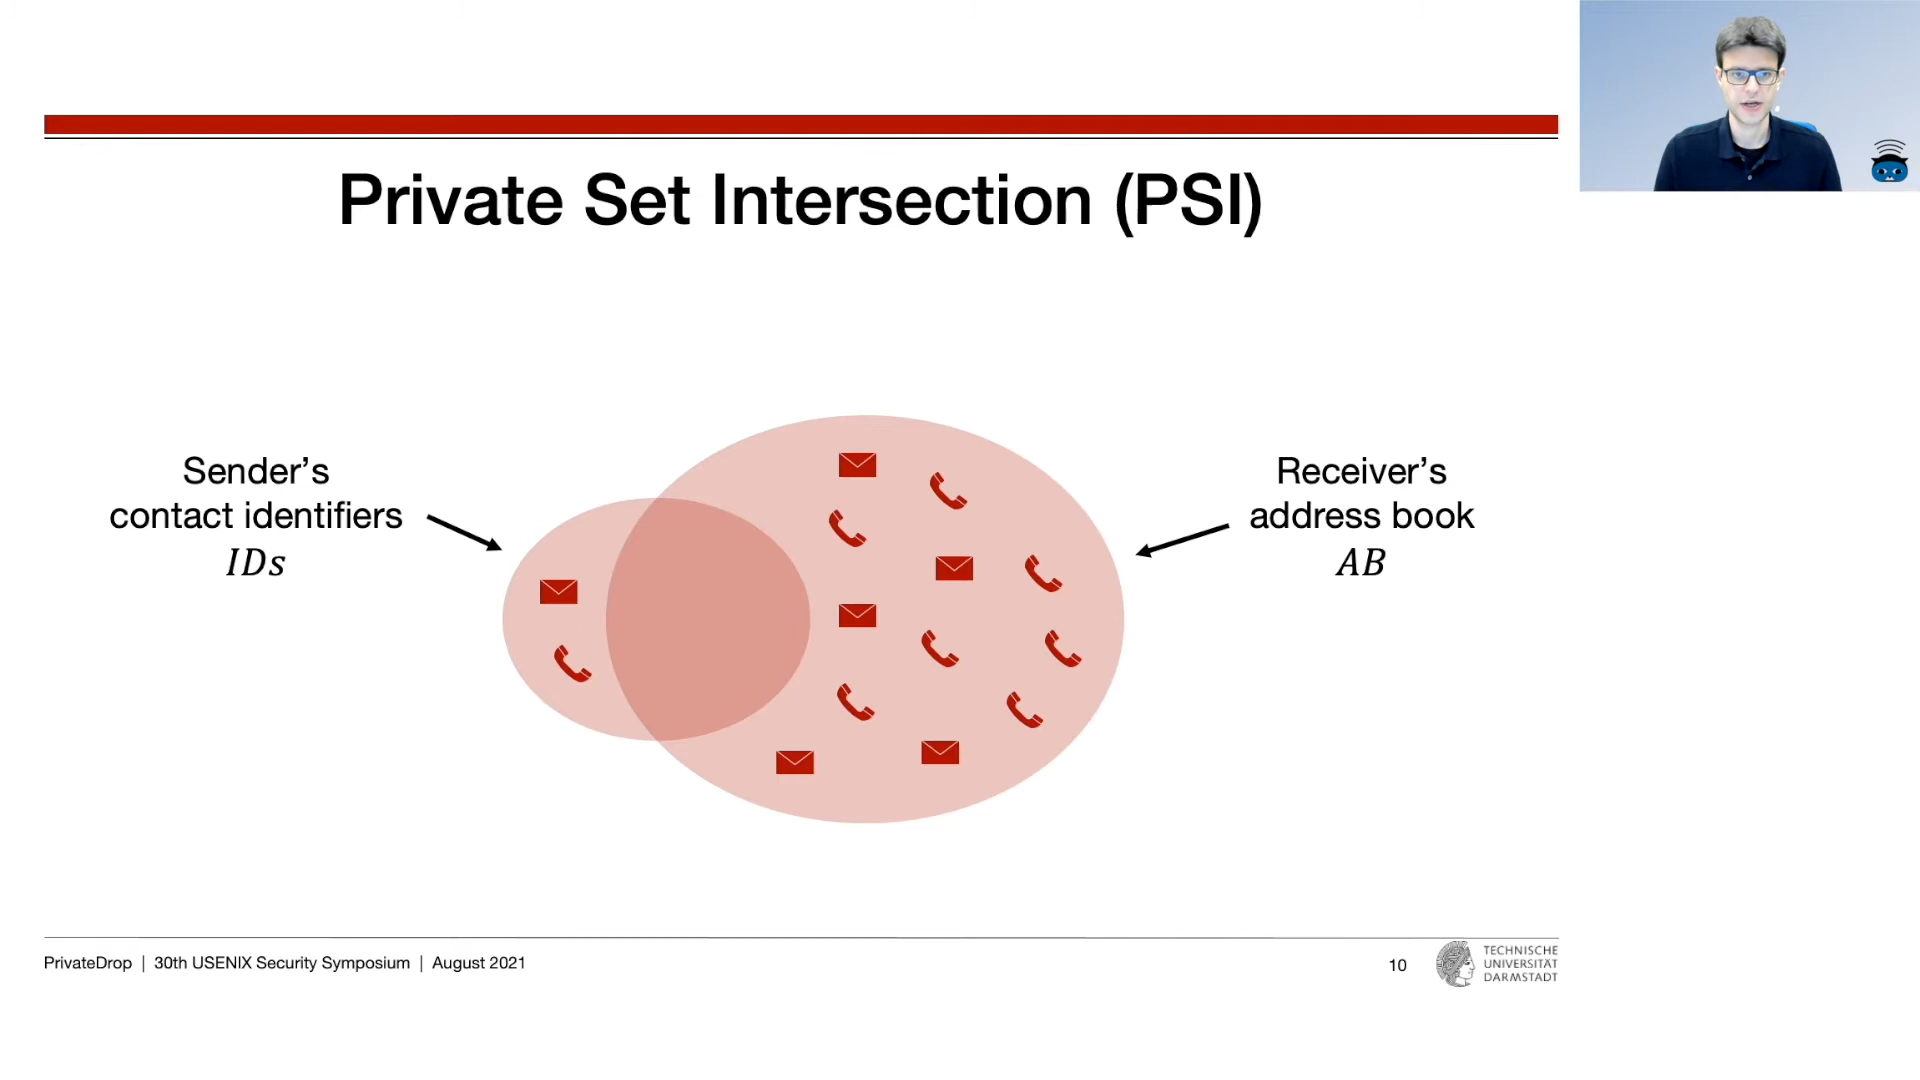 Private Set Intersection (PSI)
Sender’s
contact identifiers
IDs
Receiver’s
address book
AB
PrivateDrop | 30th USENIX Security Symposium | August 2021
10
TECHNISCHE
UNIVERSITÄT
DARMSTADT